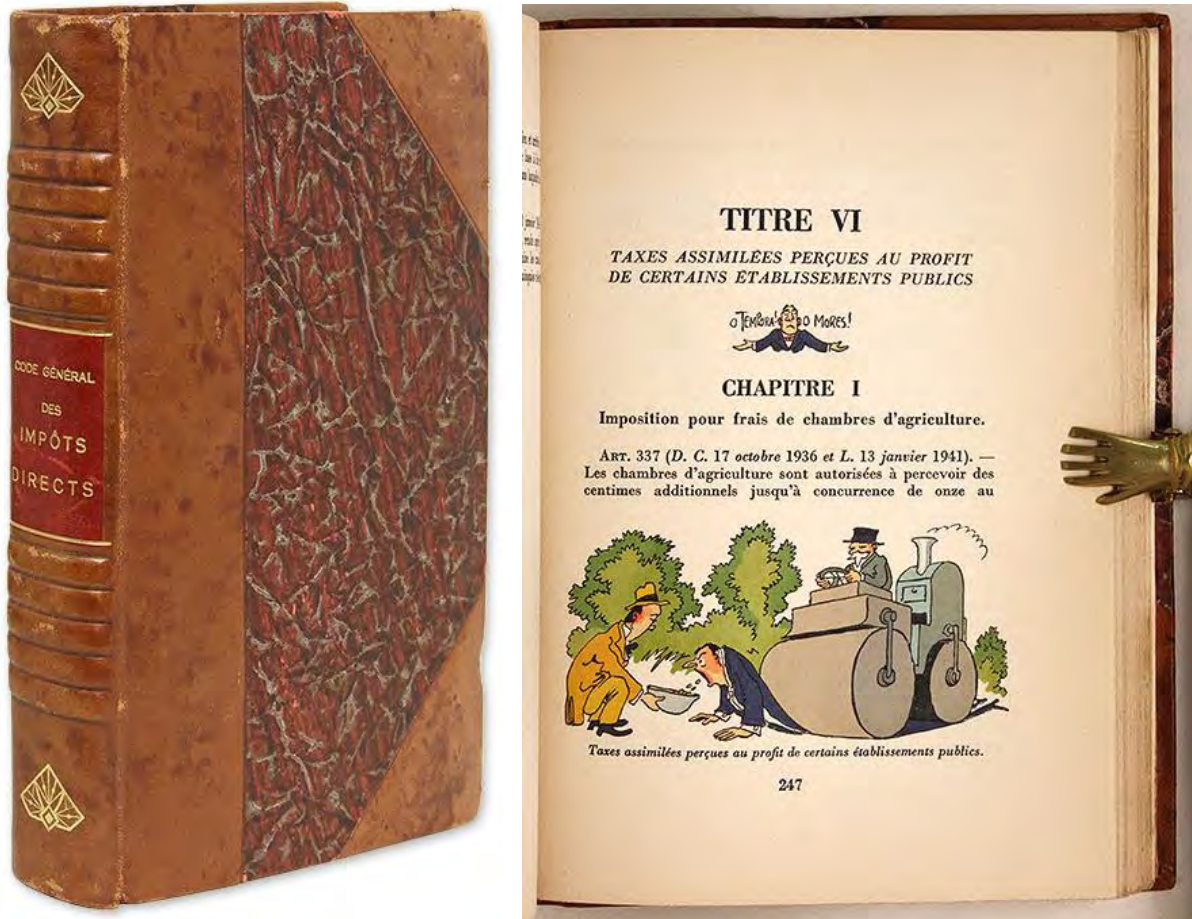 CODE GÉNÉRAL
DES
IMPÔTS
DIRECTS
TITRE VI
TAXES ASSIMILÉES PERÇUES AU PROFIT
DE CERTAINS ÉTABLISSEMENTS PUBLICS
O TEMPORA! O MORES!
CHAPITRE I
Imposition pour frais de chambres d'agriculture.
ART. 337 (D. C. 17 octobre 1936 et L. 13 janvier 1941). —
Les chambres d'agriculture sont autorisées à percevoir des
centimes additionnels jusqu'à concurrence de onze au
Taxes assimilées perçues au profit de certains établissements publics.
247